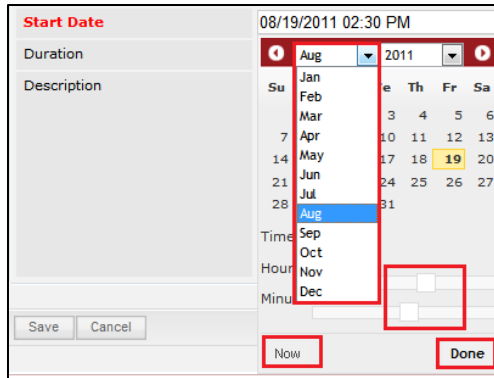 Start Date 08/19/2011 02:30 PM
Duration Aug 2011
Description Su e Th Fr Sa
Jan
Feb
Mar 3 4 5 6
7 Apr 10 11 12 13
14 May 17 18 19 20
Jun
21 Jul 24 25 26 27
28 Aug 31
Time Sep
Oct
Hour Nov
Minu Dec
Save Cancel
Now Done